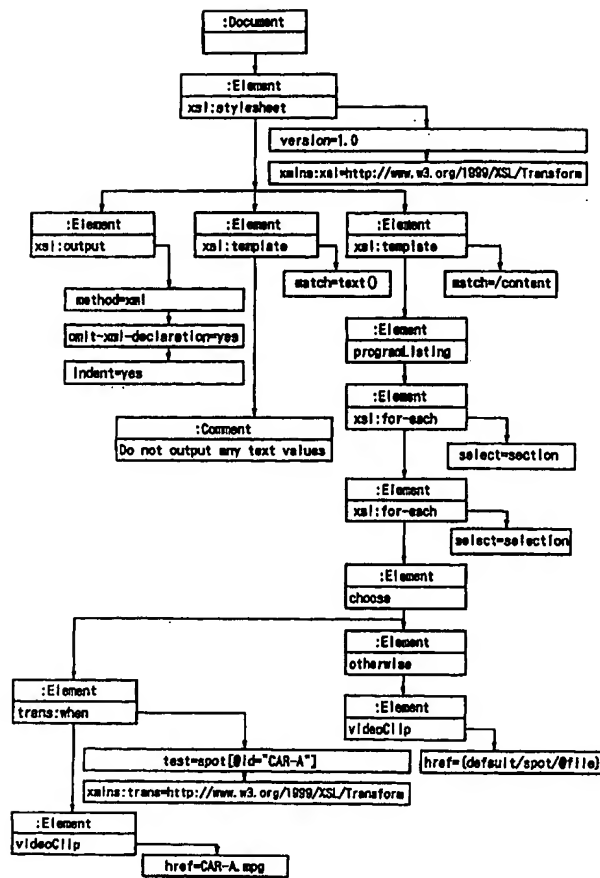 :Document
:Element
xsl:stylesheet
version=1.0
xmlns:xsl=http://www.w3.org/1999/XSL/Transform
:Element
xsl:output
:Element
xsl:template
:Element
xsl:template
method=xml
match=text()
match=/content
omit-xml-declaration=yes
indent=yes
:Element
programListing
:Element
xsl:for-each
:Comment
Do not output any text values
select=section
:Element
xsl:for-each
select=selection
:Element
choose
:Element
otherwise
:Element
trans:when
:Element
videoClip
test=spot[@id="CAR-A"]
href={default/spot/@file}
xmlns:trans=http://www.w3.org/1999/XSL/Transform
:Element
videoClip
href=CAR-A.mpg